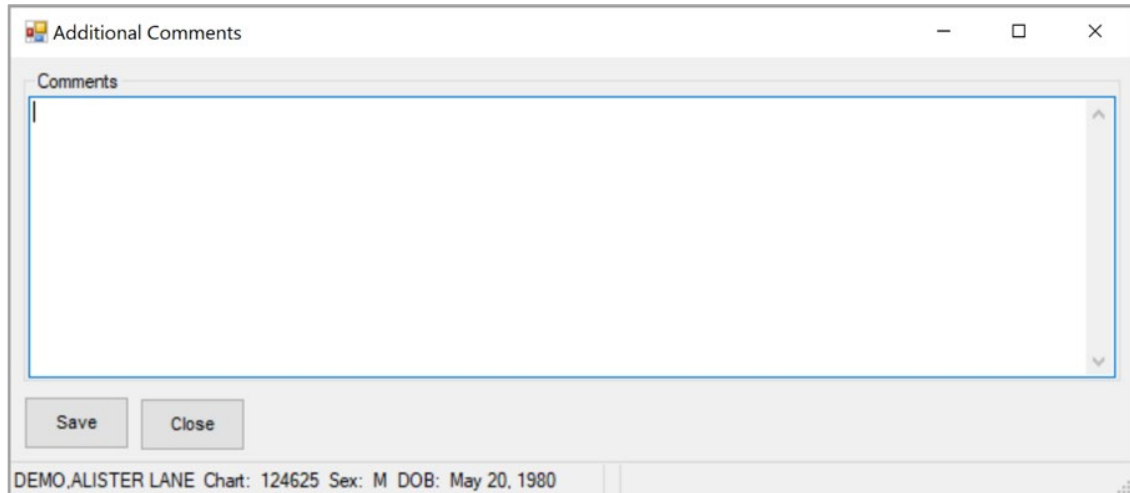 Additional Comments
Comments
Save Close
DEMO,ALISTER LANE Chart: 124625 Sex: M DOB: May 20, 1980